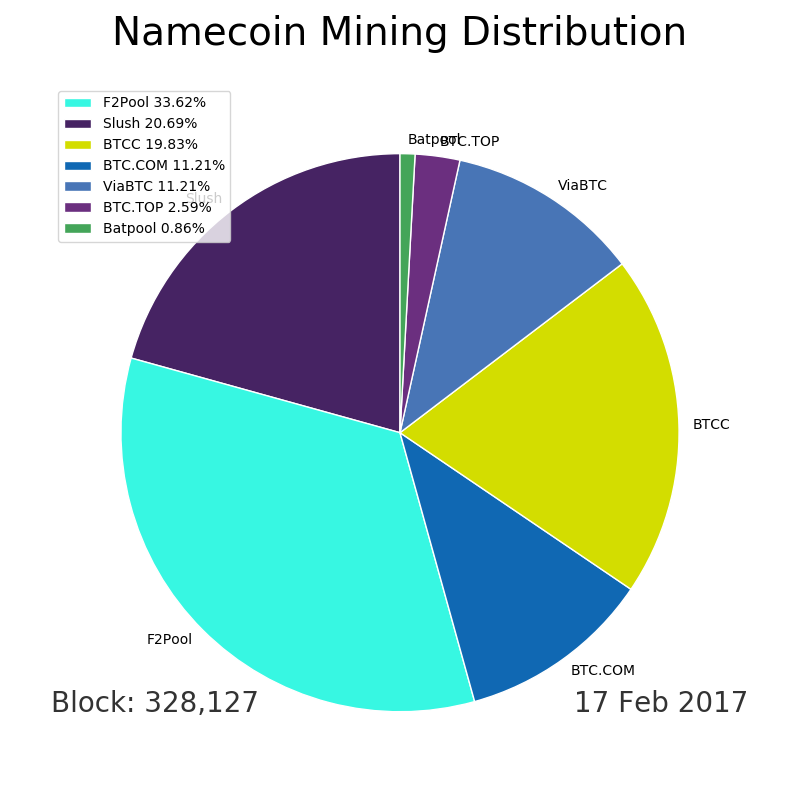 Namecoin Mining Distribution
F2Pool 33.62%
Slush 20.69%
BTCC 19.83%
BTC.COM 11.21%
ViaBTC 11.21%
BTC.TOP 2.59%
Batpool 0.86%
Batpool
BTC.TOP
ViaBTC
Slush
BTCC
F2Pool
BTC.COM
Block: 328,127
17 Feb 2017